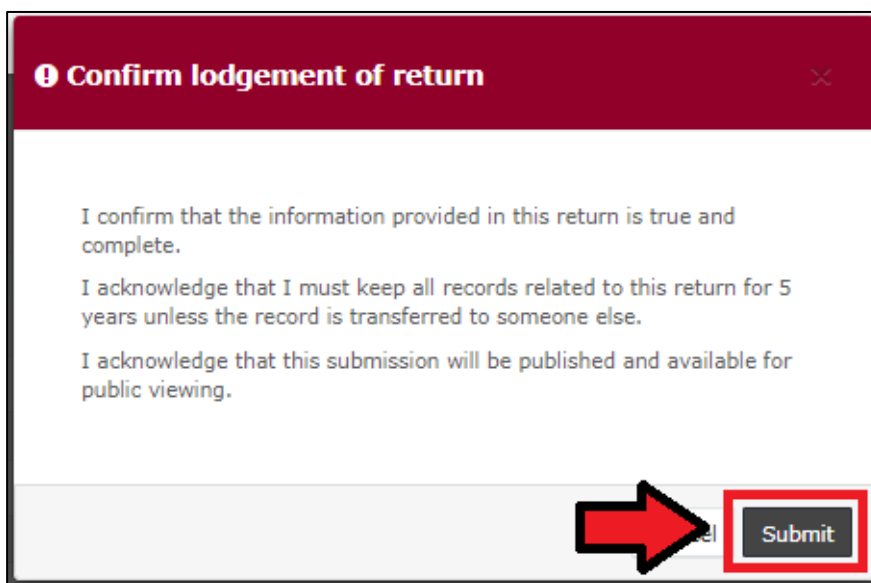 Confirm lodgement of return
I confirm that the information provided in this return is true and
complete.
I acknowledge that I must keep all records related to this return for 5
years unless the record is transferred to someone else.
I acknowledge that this submission will be published and available for
public viewing.
Submit